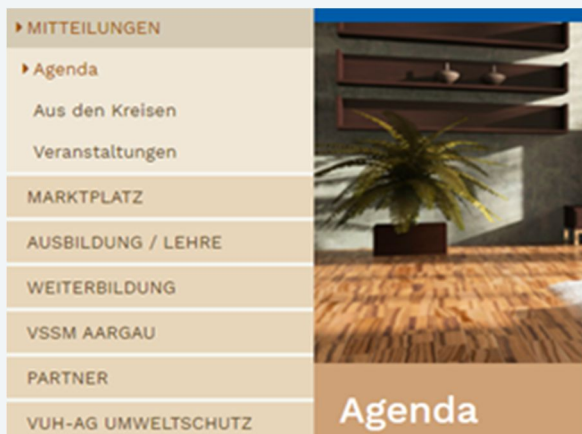 MITTEILUNGEN
Agenda
Aus den Kreisen
Veranstaltungen
MARKTPLATZ
AUSBILDUNG / LEHRE
WEITERBILDUNG
VSSM AARGAU
PARTNER
VUH-AG UMWELTSCHUTZ
Agenda